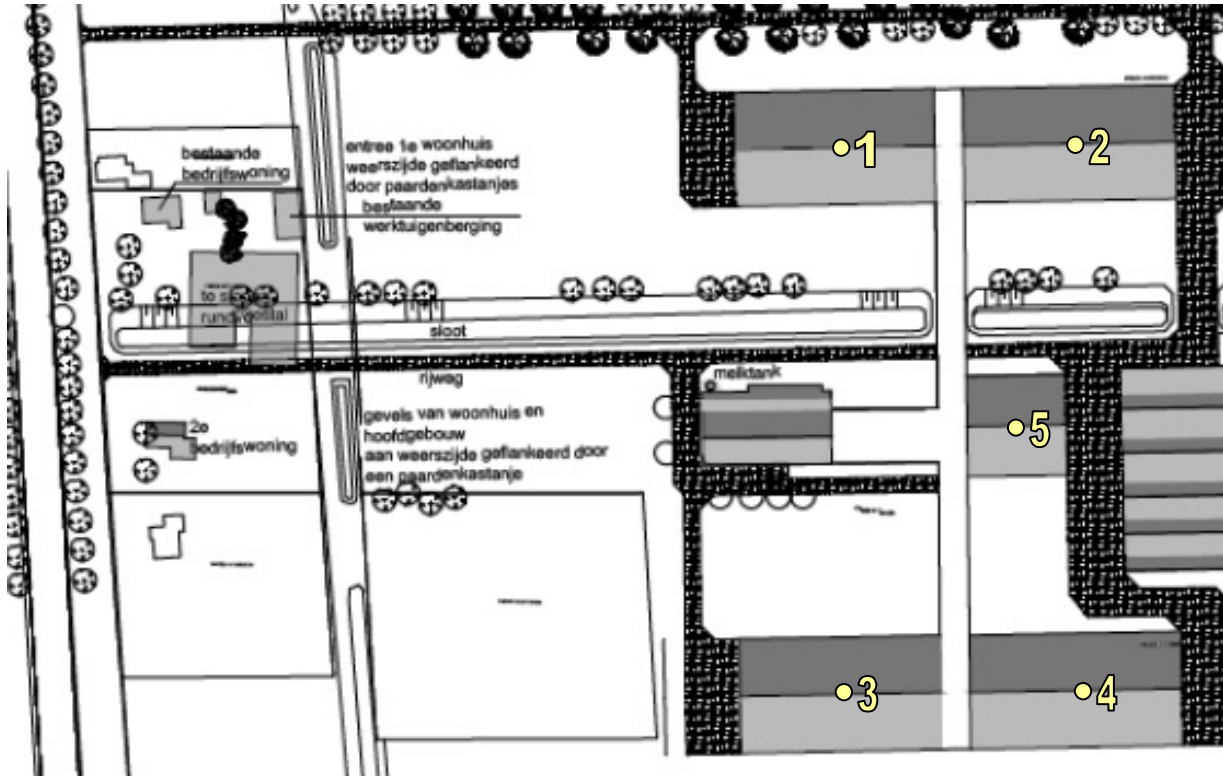 entree 1e woonhuis
weerszijde geflankeerd
door paardenkastanjes
bestaande
bedrijfswoning
bestaande
werktuigenberging
1
2
sloot
rijweg
melktank
gevels van woonhuis en
hoofdgebouw
aan weerszijde geflankeerd door
een paardenkastanje
2e
bedrijfswoning
5
3
4